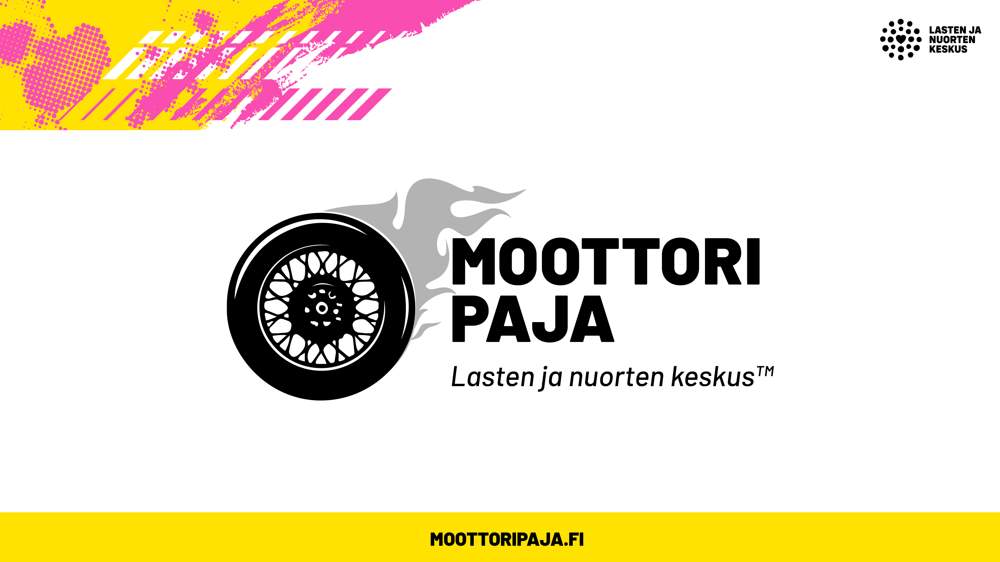 LASTEN JA
NUORTEN
KESKUS
MOOTTORI
PAJA
Lasten ja nuorten keskus™
MOOTTORIPAJA.FI